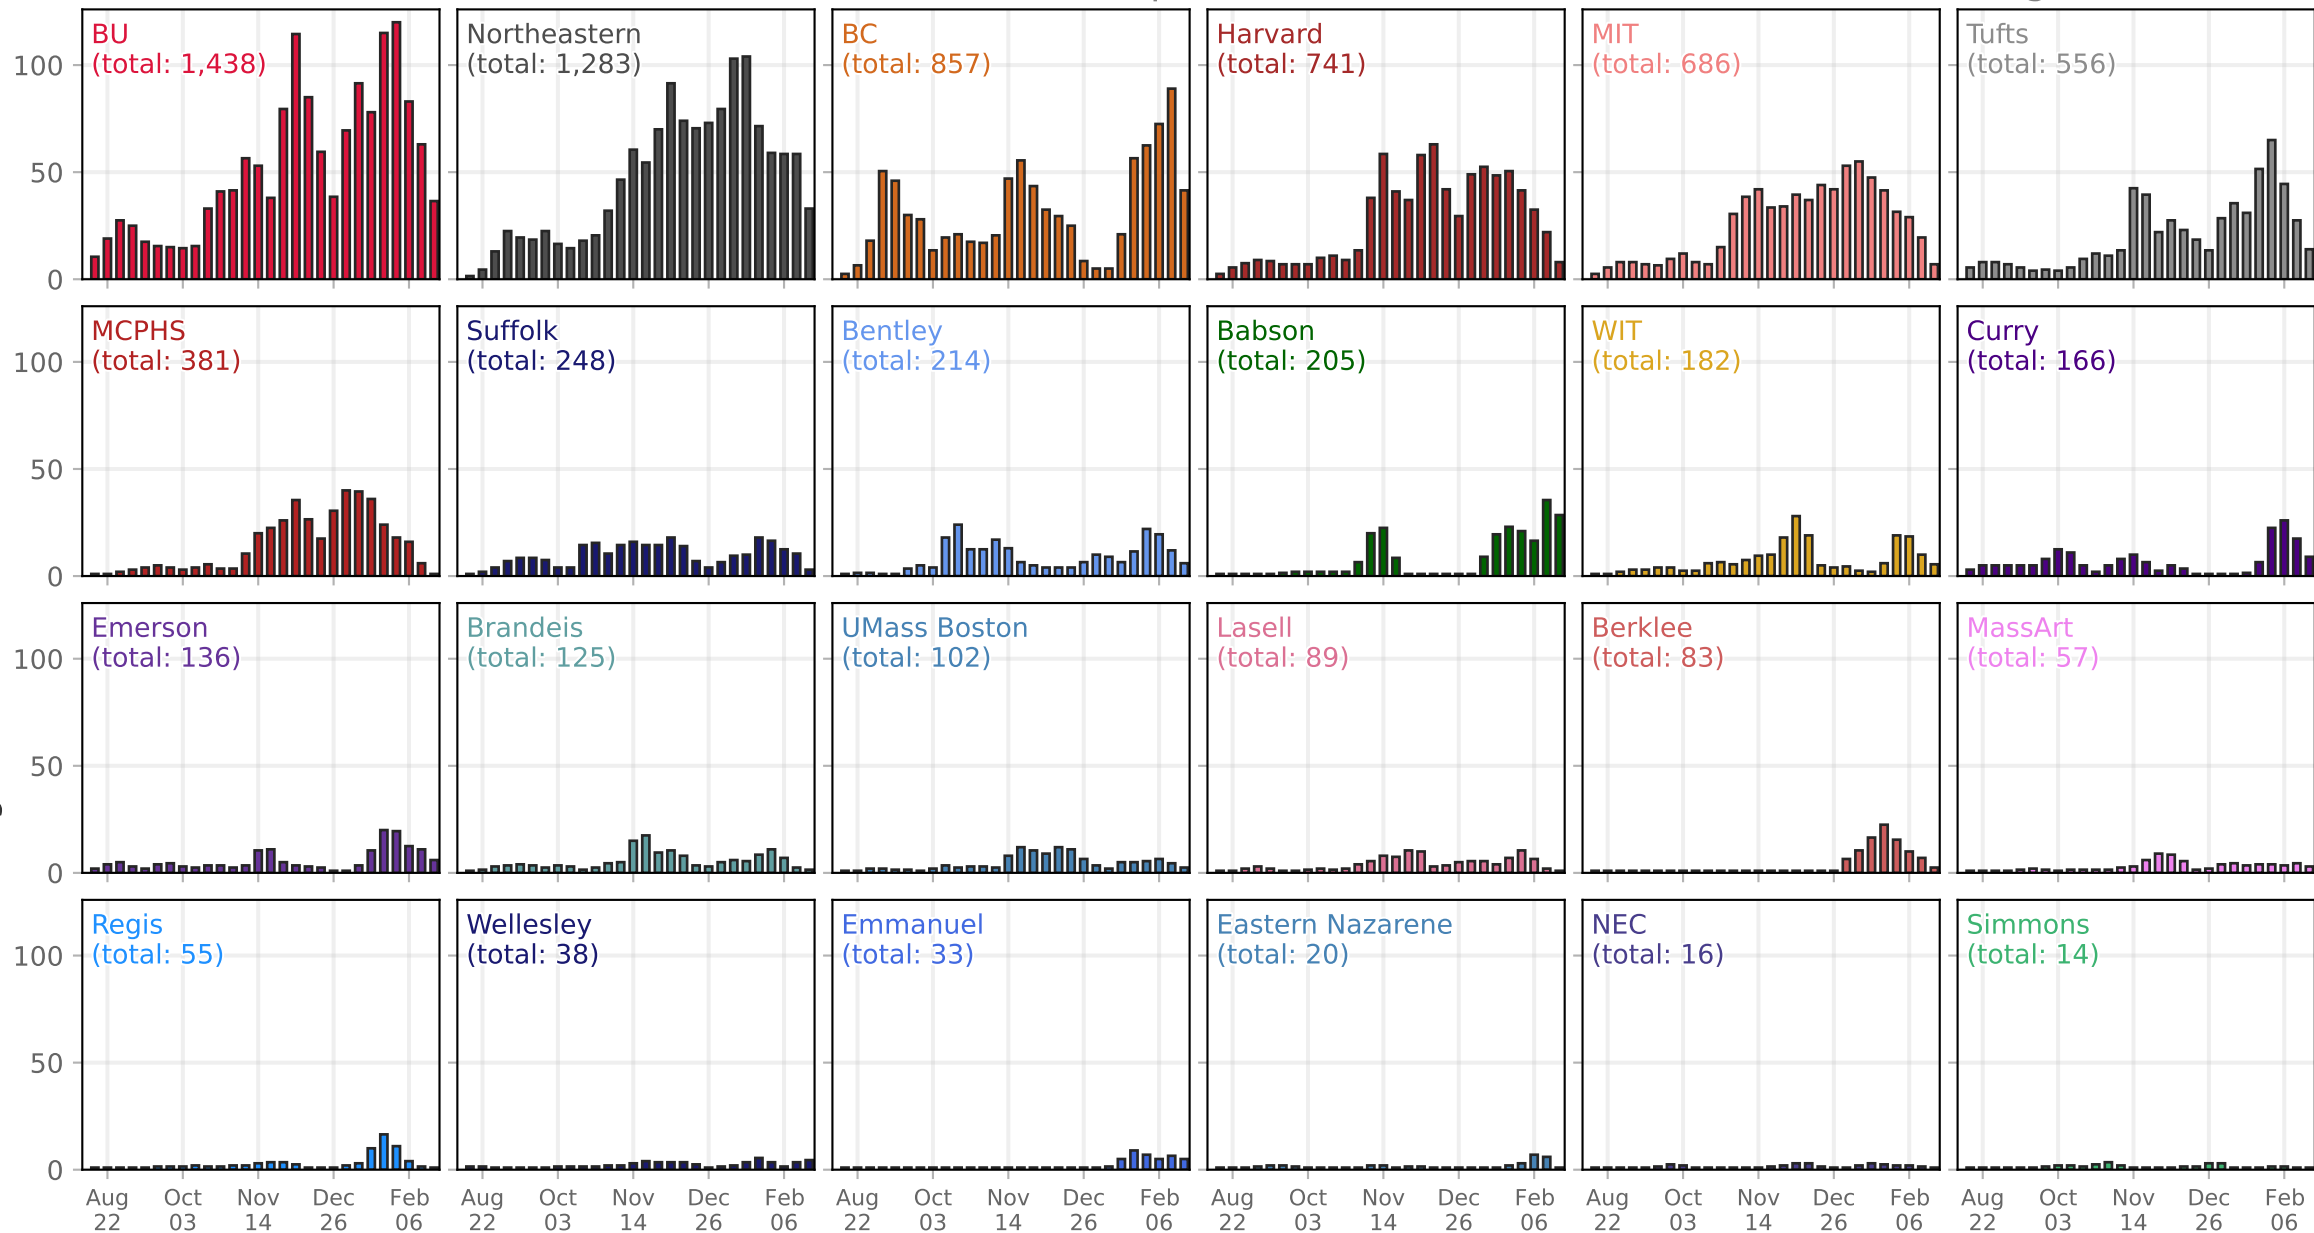 BU
(total: 1,438)
Northeastern
(total: 1,283)
BC
(total: 857)
Harvard
(total: 741)
MIT
(total: 686)
Tufts
(total: 556)
100
50
0
MCPHS
(total: 381)
Suffolk
(total: 248)
Bentley
(total: 214)
Babson
(total: 205)
WIT
(total: 182)
Curry
(total: 166)
100
50
0
Emerson
(total: 136)
Brandeis
(total: 125)
UMass Boston
(total: 102)
Lasell
(total: 89)
Berklee
(total: 83)
MassArt
(total: 57)
100
50
0
Regis
(total: 55)
Wellesley
(total: 38)
Emmanuel
(total: 33)
Eastern Nazarene
(total: 20)
NEC
(total: 16)
Simmons
(total: 14)
100
50
0
Aug Oct Nov Dec Feb Aug Oct Nov Dec Feb Aug Oct Nov Dec Feb Aug Oct Nov Dec Feb Aug Oct Nov Dec Feb Aug Oct Nov Dec Feb
22 03 14 26 06 22 03 14 26 06 22 03 14 26 06 22 03 14 26 06 22 03 14 26 06 22 03 14 26 06